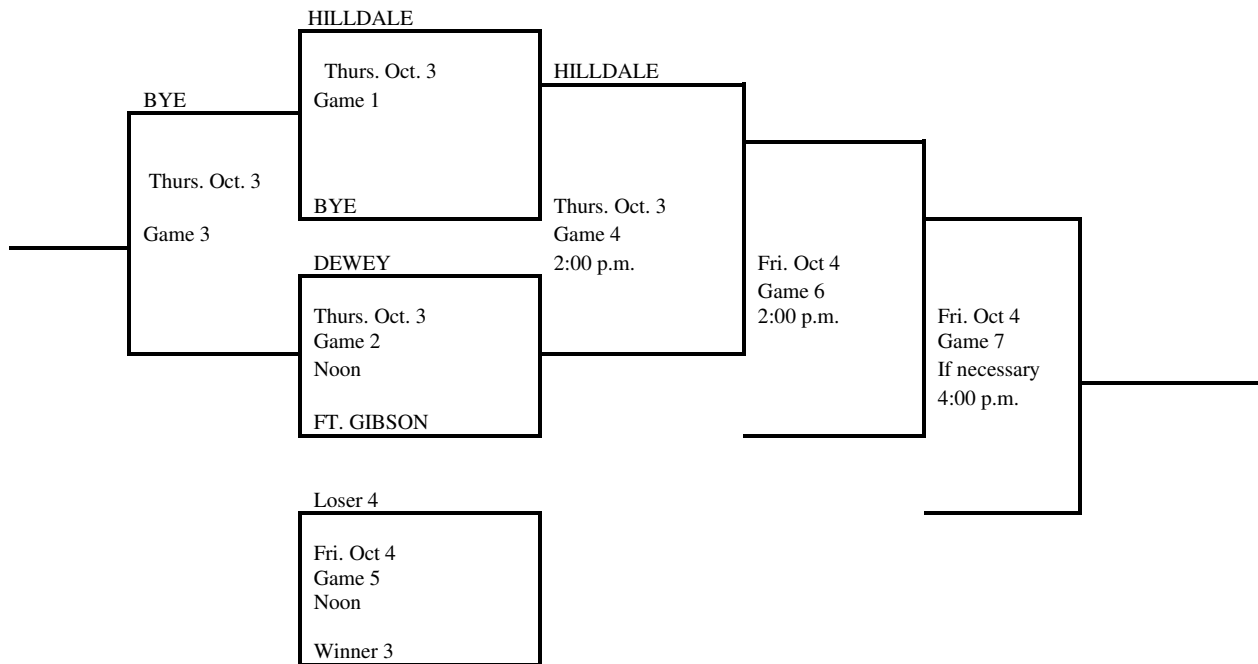 HILLDALE
Thurs. Oct. 3
Game 1
BYE
HILLDALE
BYE
Thurs. Oct. 3
Game 3
DEWEY
Thurs. Oct. 3
Game 2
Noon
FT. GIBSON
Thurs. Oct. 3
Game 4
2:00 p.m.
Fri. Oct 4
Game 6
2:00 p.m.
Fri. Oct 4
Game 7
If necessary
4:00 p.m.
Loser 4
Fri. Oct 4
Game 5
Noon
Winner 3